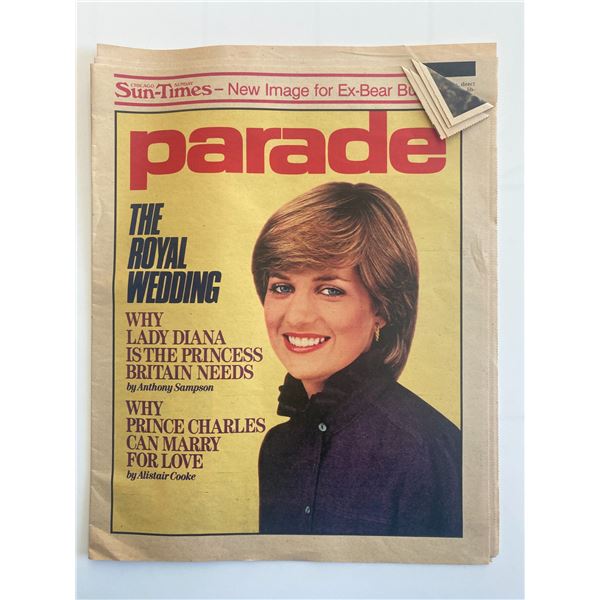 CHICAGO SUNDAY
SUN-TIMES – New Image for Ex-Bear
direct
parade
THE
ROYAL
WEDDING
WHY
LADY DIANA
IS THE PRINCESS
BRITAIN NEEDS
by Anthony Sampson
WHY
PRINCE CHARLES
CAN MARRY
FOR LOVE
by Alistair Cooke